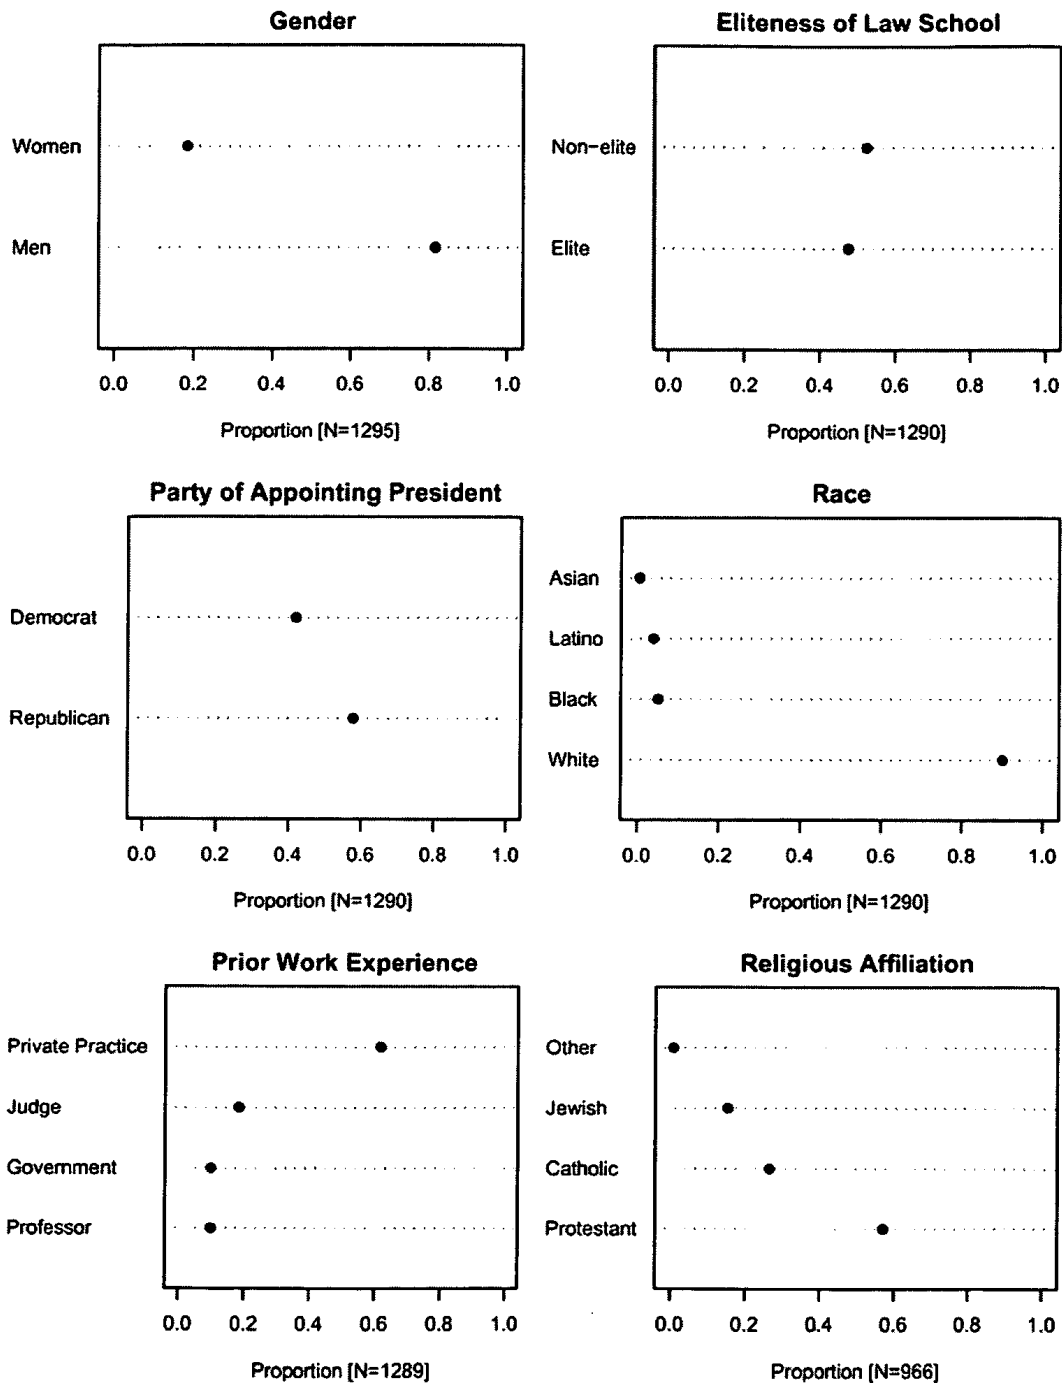 Gender
Women
Men
0.0 0.2 0.4 0.6 0.8 1.0
Proportion [N=1295]
Eliteness of Law School
Non-elite
Elite
0.0 0.2 0.4 0.6 0.8 1.0
Proportion [N=1290]
Party of Appointing President
Democrat
Republican
0.0 0.2 0.4 0.6 0.8 1.0
Proportion [N=1290]
Race
Asian
Latino
Black
White
0.0 0.2 0.4 0.6 0.8 1.0
Proportion [N=1290]
Prior Work Experience
Private Practice
Judge
Government
Professor
0.0 0.2 0.4 0.6 0.8 1.0
Proportion [N=1289]
Religious Affiliation
Other
Jewish
Catholic
Protestant
0.0 0.2 0.4 0.6 0.8 1.0
Proportion [N=966]